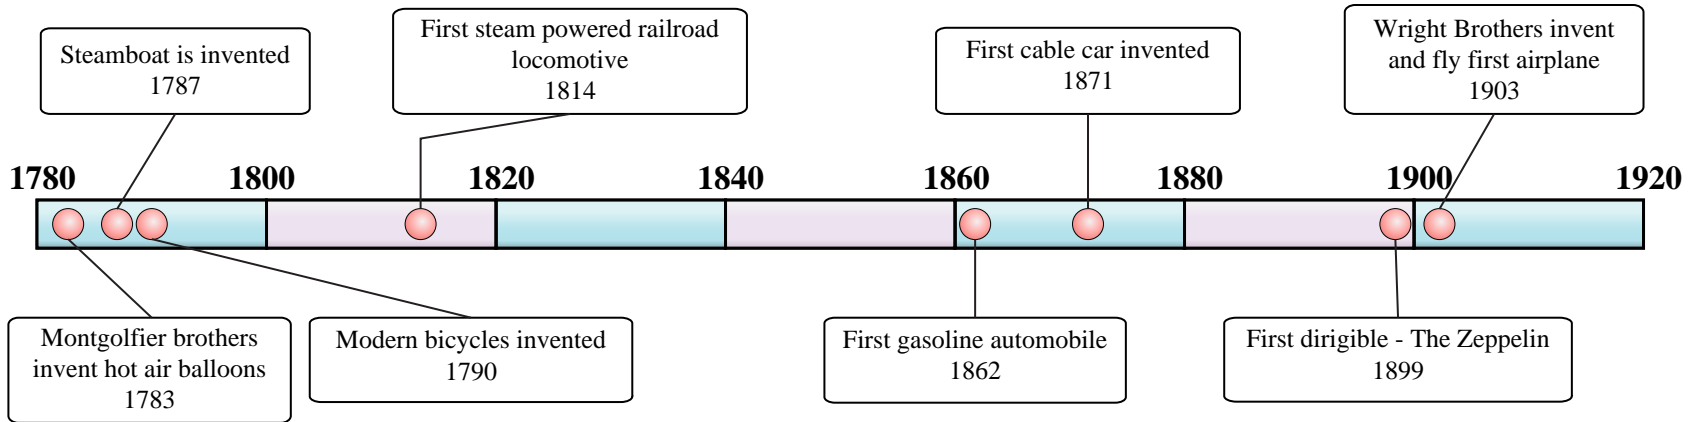 Steamboat is invented
1787
First steam powered railroad
locomotive
1814
First cable car invented
1871
Wright Brothers invent
and fly first airplane
1903
1780
1800
1820
1840
1860
1880
1900
1920
Montgolfier brothers
invent hot air balloons
1783
Modern bicycles invented
1790
First gasoline automobile
1862
First dirigible - The Zeppelin
1899